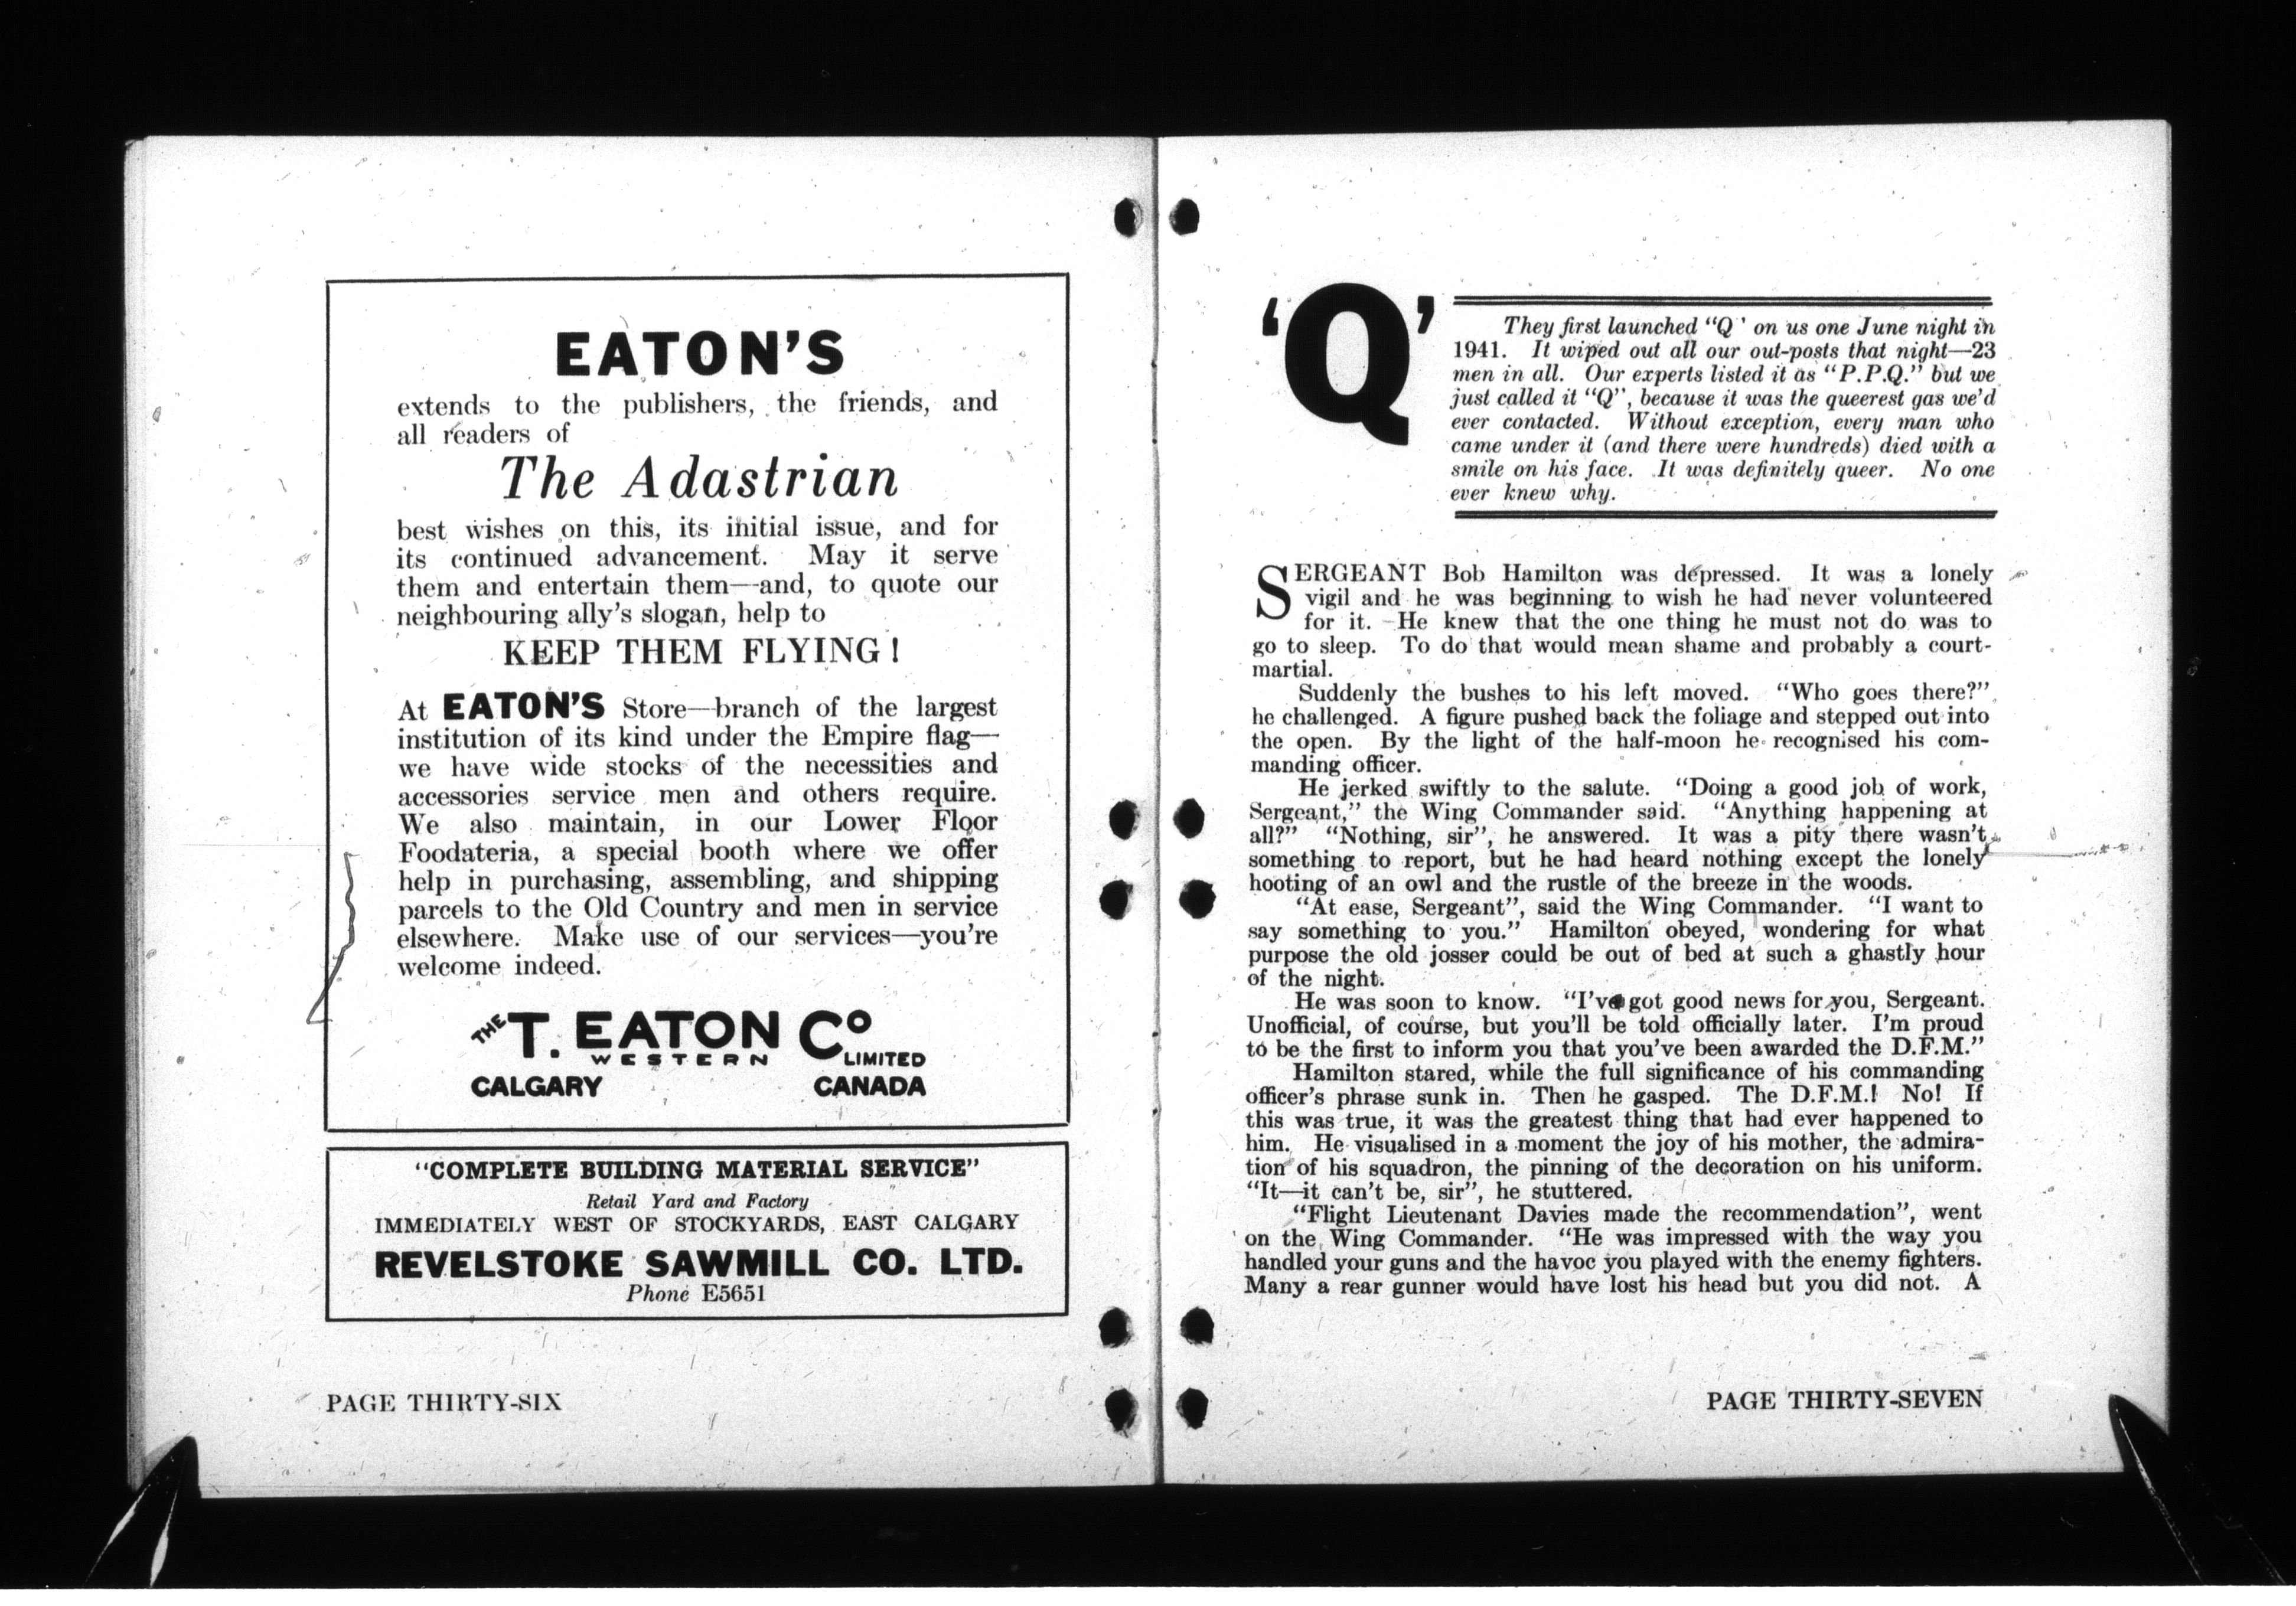 EATON'S
extends to the publishers, the friends, and
all readers of
The Adastrian
best wishes on this, its initial issue, and for
its continued advancement. May it serve
them and entertain them—and, to quote our
neighbouring ally's slogan, help to
KEEP THEM FLYING!
At EATON'S Store—branch of the largest
institution of its kind under the Empire flag—
we have wide stocks of the necessities and
accessories service men and others require.
We also maintain, in our Lower Floor
Foodateria, a special booth where we offer
help in purchasing, assembling, and shipping
parcels to the Old Country and men in service
elsewhere. Make use of our services—you're
welcome indeed.
THE T. EATON Co
WESTERN LIMITED
CALGARY CANADA
"COMPLETE BUILDING MATERIAL SERVICE"
Retail Yard and Factory
IMMEDIATELY WEST OF STOCKYARDS, EAST CALGARY
REVELSTOKE SAWMILL CO. LTD.
Phone E5651
PAGE THIRTY-SIX
'Q'
They first launched "Q' on us one June night in
1941. It wiped out all our out-posts that night—23
men in all. Our experts listed it as "P.P.Q." but we
just called it "Q", because it was the queerest gas we'd
ever contacted. Without exception, every man who
came under it (and there were hundreds) died with a
smile on his face. It was definitely queer. No one
ever knew why.
SERGEANT Bob Hamilton was depressed. It was a lonely
vigil and he was beginning to wish he had never volunteered
for it. He knew that the one thing he must not do was to
go to sleep. To do that would mean shame and probably a court-
martial.
Suddenly the bushes to his left moved. "Who goes there?"
he challenged. A figure pushed back the foliage and stepped out into
the open. By the light of the half-moon he recognised his com-
manding officer.
He jerked swiftly to the salute. "Doing a good job of work,
Sergeant," the Wing Commander said. "Anything happening at
all?" "Nothing, sir", he answered. It was a pity there wasn't
something to report, but he had heard nothing except the lonely
hooting of an owl and the rustle of the breeze in the woods.
"At ease, Sergeant", said the Wing Commander. "I want to
say something to you." Hamilton obeyed, wondering for what
purpose the old josser could be out of bed at such a ghastly hour
of the night.
He was soon to know. "I've got good news for you, Sergeant.
Unofficial, of course, but you'll be told officially later. I'm proud
to be the first to inform you that you've been awarded the D.F.M."
Hamilton stared, while the full significance of his commanding
officer's phrase sunk in. Then he gasped. The D.F.M.! No! If
this was true, it was the greatest thing that had ever happened to
him. He visualised in a moment the joy of his mother, the admira-
tion of his squadron, the pinning of the decoration on his uniform.
"It—it can't be, sir", he stuttered.
"Flight Lieutenant Davies made the recommendation", went
on the Wing Commander. "He was impressed with the way you
handled your guns and the havoc you played with the enemy fighters.
Many a rear gunner would have lost his head but you did not. A
PAGE THIRTY-SEVEN